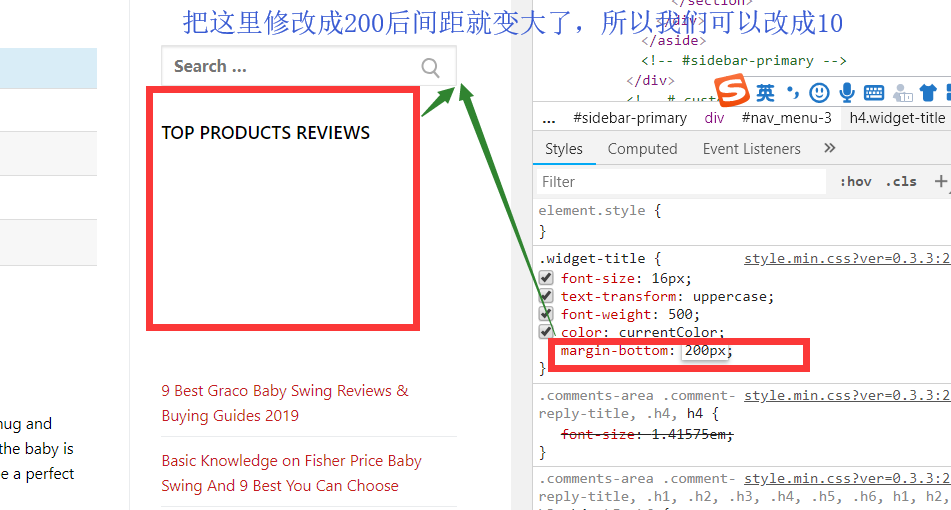 把这里修改成200后间距就变大了，所以我们可以改成10
Search ...
TOP PRODUCTS REVIEWS
9 Best Graco Baby Swing Reviews &
Buying Guides 2019
Basic Knowledge on Fisher Price Baby
Swing And 9 Best You Can Choose
nug and
the baby is
e a perfect
</section>
</div>
</aside>
<!-- #sidebar-primary -->
</div>
S 英
... #sidebar-primary div #nav_menu-3 h4.widget-title
Styles Computed Event Listeners »
Filter :hov .cls +
element.style {
}
.widget-title { style.min.css?ver=0.3.3:2
font-size: 16px;
text-transform: uppercase;
font-weight: 500;
color: currentColor;
margin-bottom: 200px;
}
.comments-area .comment- style.min.css?ver=0.3.3:2
reply-title, .h4, h4 {
font-size: 1.41575em;
}
.comments-area .comment- style.min.css?ver=0.3.3:2
reply-title, .h1, .h2, .h3, .h4, .h5, .h6, h1, h2,